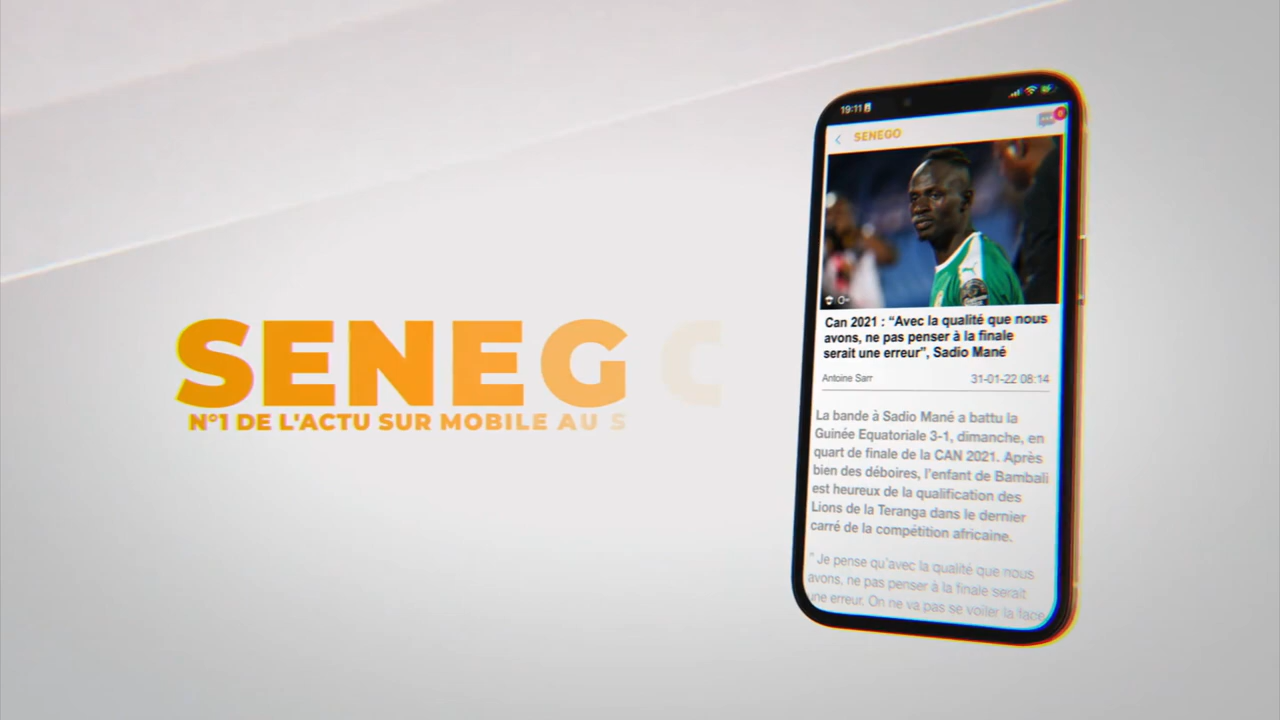 SENEGO
N°1 DE L'ACTU SUR MOBILE AU S
19:11
SENEGO
Can 2021 : “Avec la qualité que nous
avons, ne pas penser à la finale
serait une erreur”, Sadio Mané
Antoine Sarr 31-01-22 08:14
La bande à Sadio Mané a battu la
Guinée Equatoriale 3-1, dimanche, en
quart de finale de la CAN 2021. Après
bien des déboires, l'enfant de Bambali
est heureux de la qualification des
Lions de la Teranga dans le dernier
carré de la compétition africaine.
" Je pense qu'avec la qualité que nous
avons, ne pas penser à la finale serait
une erreur. On ne va pas se voiler la face